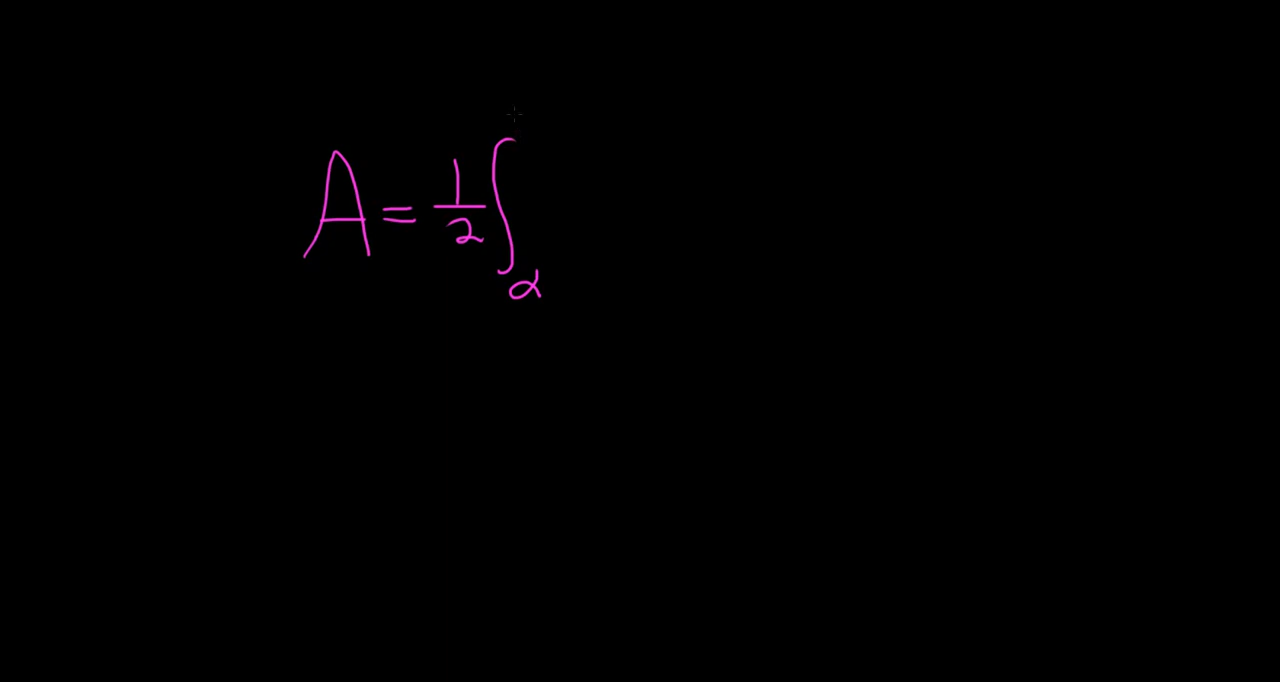 A = 1/2 ∫_α